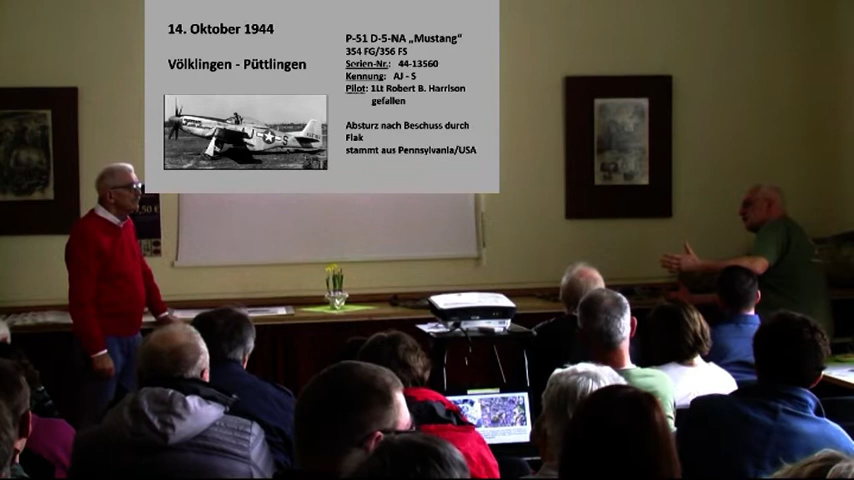 14. Oktober 1944
Völklingen - Püttlingen
P-51 D-5-NA „Mustang“
354 FG/356 FS
Serien-Nr.: 44-13560
Kennung: AJ - S
Pilot: 1Lt Robert B. Harrison
gefallen
Absturz nach Beschuss durch
Flak
stammt aus Pennsylvania/USA